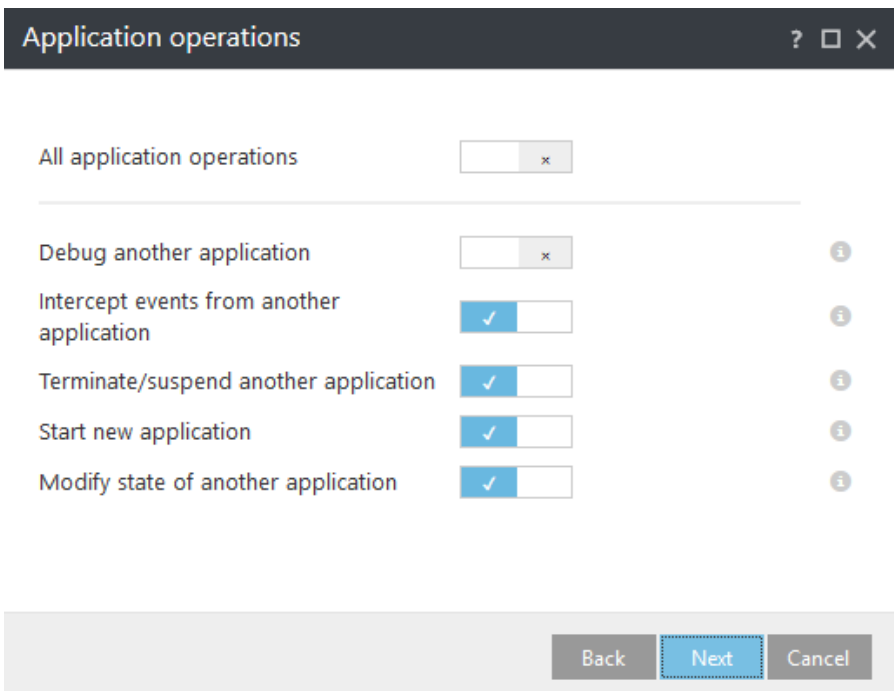 Application operations
?
All application operations
Debug another application
Intercept events from another
application
Terminate/suspend another application
Start new application
Modify state of another application
Back Next Cancel